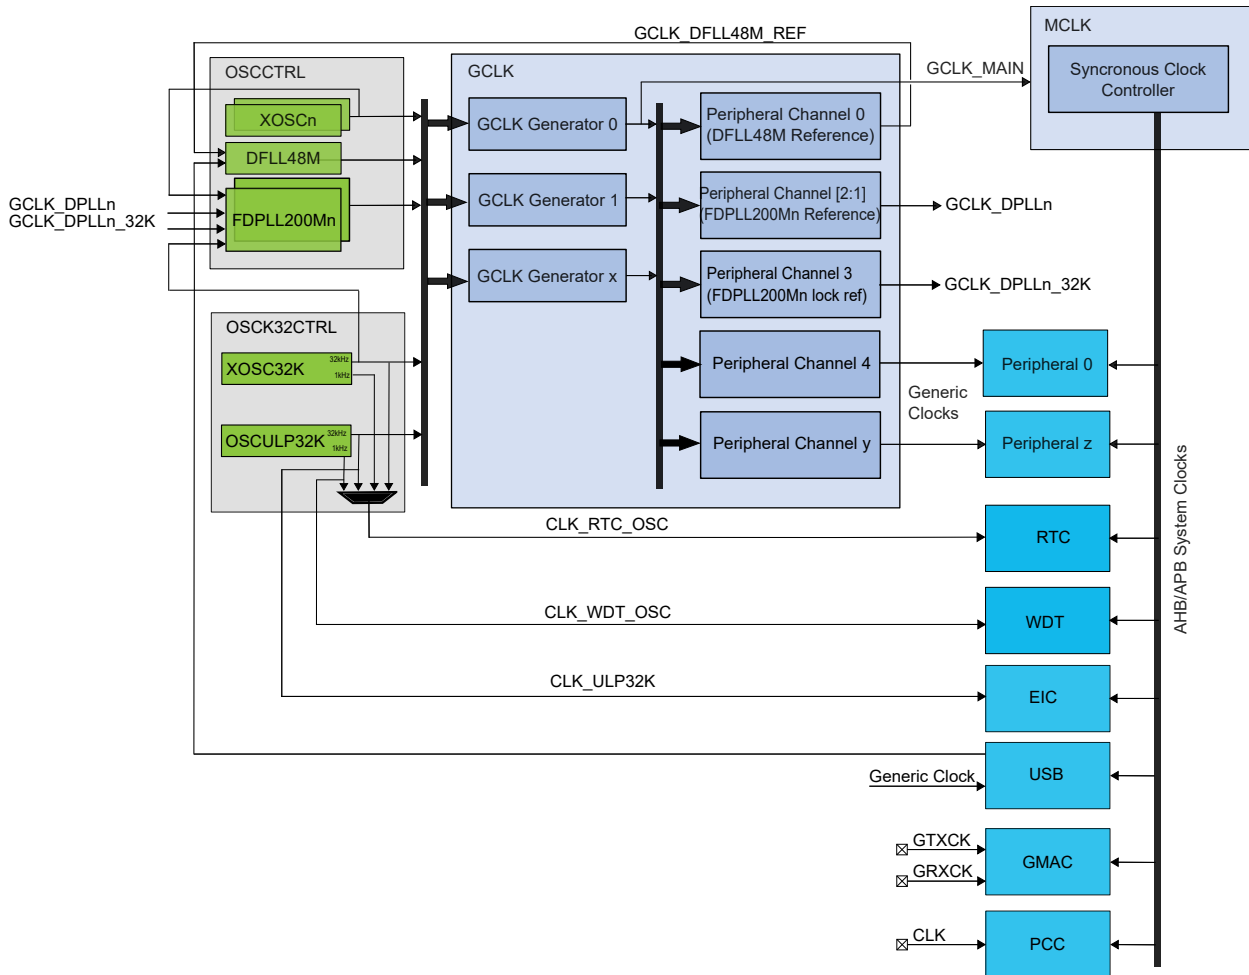 GCLK_DFLL48M_REF
MCLK
OSCCTRL
GCLK
GCLK_MAIN
Syncronous Clock
Controller
XOSCn
GCLK Generator 0
Peripheral Channel 0
(DFLL48M Reference)
DFLL48M
GCLK_DPLLn
GCLK_DPLLn_32K
FDPLL200Mn
GCLK Generator 1
Peripheral Channel [2:1]
(FDPLL200Mn Reference)
GCLK_DPLLn
GCLK Generator x
Peripheral Channel 3
(FDPLL200Mn lock ref)
GCLK_DPLLn_32K
OSCK32CTRL
XOSC32K
32kHz
1kHz
Peripheral Channel 4
Peripheral 0
Generic
Clocks
OSCULP32K
32kHz
1kHz
Peripheral Channel y
Peripheral z
CLK_RTC_OSC
RTC
AHB/APB System Clocks
CLK_WDT_OSC
WDT
CLK_ULP32K
EIC
Generic Clock
USB
GTXCK
GRXCK
GMAC
CLK
PCC